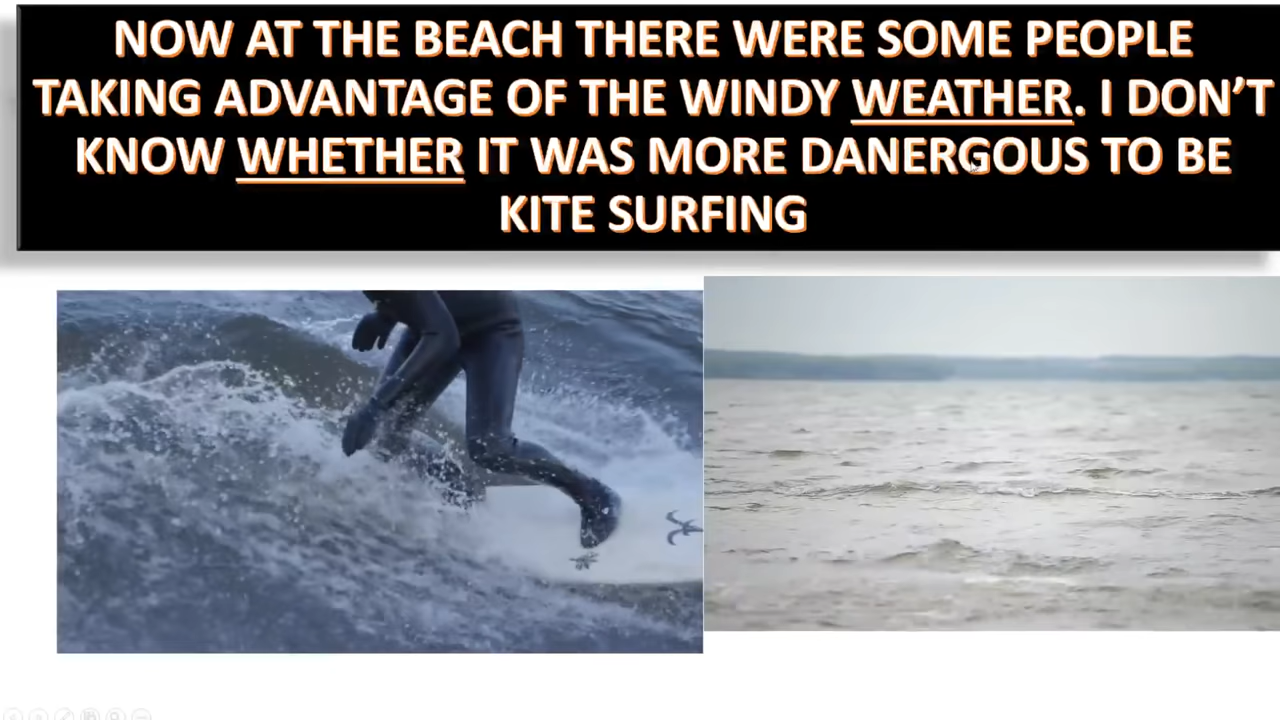 NOW AT THE BEACH THERE WERE SOME PEOPLE
TAKING ADVANTAGE OF THE WINDY WEATHER. I DON’T
KNOW WHETHER IT WAS MORE DANERGOUS TO BE
KITE SURFING